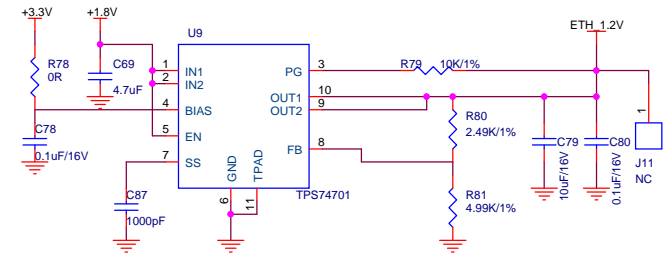 +3.3V
+1.8V
U9
ETH_1.2V
R78
0R
C69
4.7uF
1
2
IN1
IN2
PG
3
R79
10K/1%
OUT1
OUT2
10
9
4
BIAS
R80
2.49K/1%
1
C78
0.1uF/16V
5
EN
C79
10uF/16V
C80
0.1uF/16V
J11
NC
7
SS
FB
8
GND
TPAD
TPS74701
6
11
R81
4.99K/1%
C87
1000pF